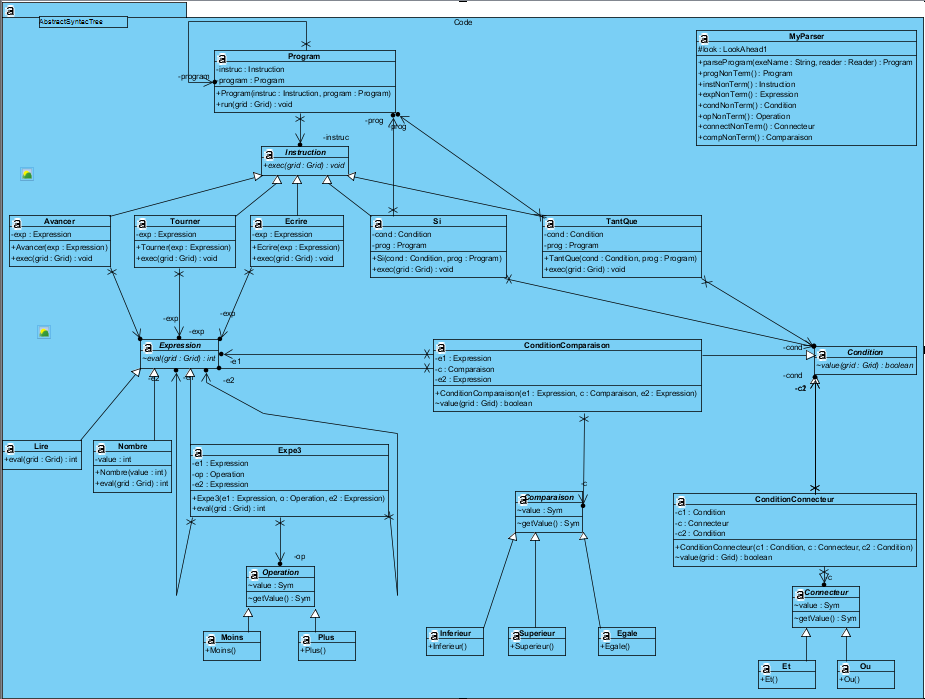 AbstractSyntacTree
Code
MyParser
#look : LookAhead1
+parseProgram(exeName : String, reader : Reader) : Program
+progNonTerm() : Program
+instNonTerm() : Instruction
+expNonTerm() : Expression
+condNonTerm() : Condition
+opNonTerm() : Operation
+connectNonTerm() : Connecteur
+compNonTerm() : Comparaison
Program
-instruc : Instruction
-program : Program
+Program(instruc : Instruction, program : Program)
+run(grid : Grid) : void
-program
-prog
-prog
-instruc
Instruction
+exec(grid : Grid) : void
Avancer
-exp : Expression
+Avancer(exp : Expression)
+exec(grid : Grid) : void
Tourner
-exp : Expression
+Tourner(exp : Expression)
+exec(grid : Grid) : void
Ecrire
-exp : Expression
+Ecrire(exp : Expression)
+exec(grid : Grid) : void
Si
-cond : Condition
-prog : Program
+Si(cond : Condition, prog : Program)
+exec(grid : Grid) : void
TantQue
-cond : Condition
-prog : Program
+TantQue(cond : Condition, prog : Program)
+exec(grid : Grid) : void
-exp
-exp
-exp
Expression
~eval(grid : Grid) : int
-e1
-e2
ConditionComparaison
-e1 : Expression
-c : Comparaison
-e2 : Expression
+ConditionComparaison(e1 : Expression, c : Comparaison, e2 : Expression)
~value(grid : Grid) : boolean
-cond
-cond
Condition
~value(grid : Grid) : boolean
Lire
+eval(grid : Grid) : int
Nombre
-value : int
+Nombre(value : int)
+eval(grid : Grid) : int
Expe3
-e1 : Expression
-op : Operation
-e2 : Expression
+Expe3(e1 : Expression, o : Operation, e2 : Expression)
+eval(grid : Grid) : int
-op
Operation
~value : Sym
~getValue() : Sym
Moins
+Moins()
Plus
+Plus()
-c
Comparaison
~value : Sym
~getValue() : Sym
Inferieur
+Inferieur()
Superieur
+Superieur()
Egale
+Egale()
ConditionConnecteur
-c1 : Condition
-c : Connecteur
-c2 : Condition
+ConditionConnecteur(c1 : Condition, c : Connecteur, c2 : Condition)
~value(grid : Grid) : boolean
Connecteur
~value : Sym
~getValue() : Sym
Et
+Et()
Ou
+Ou()